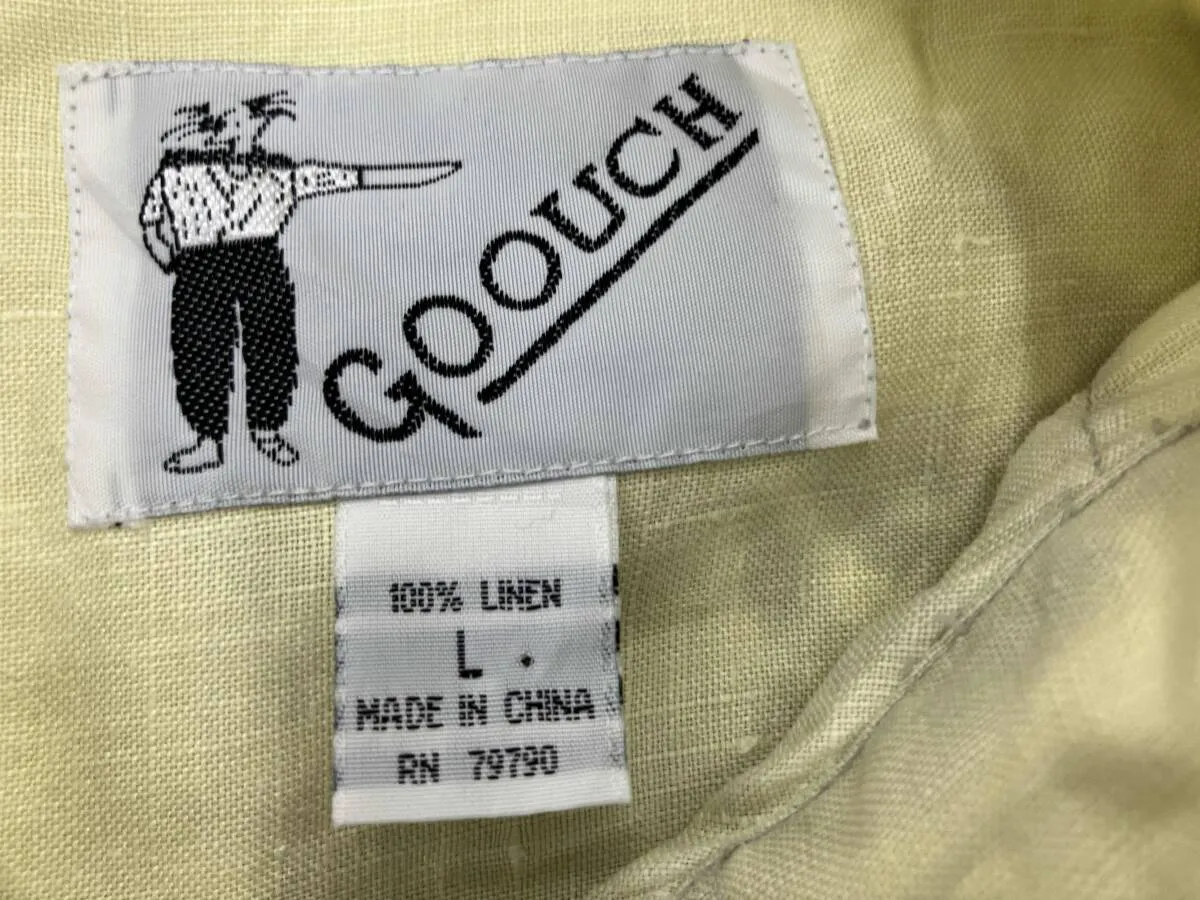 GOOUCH
100% LINEN
L
MADE IN CHINA
RN 79790